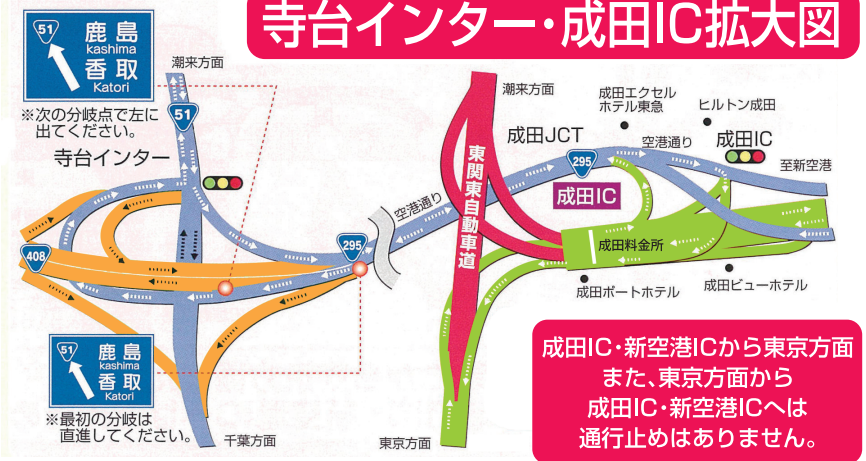 寺台インター・成田IC拡大図
51
鹿島
kashima
香取
Katori
※次の分岐点で左に
出てください。
寺台インター
潮来方面
51
408
295
空港通り
51
鹿島
kashima
香取
Katori
※最初の分岐は
直進してください。
千葉方面
潮来方面
成田JCT
東関東自動車道
東京方面
成田エクセル
ホテル東急
ヒルトン成田
空港通り
成田IC
295
至新空港
成田IC
成田料金所
成田ポートホテル
成田ビューホテル
成田IC・新空港ICから東京方面
また、東京方面から
成田IC・新空港ICへは
通行止めはありません。